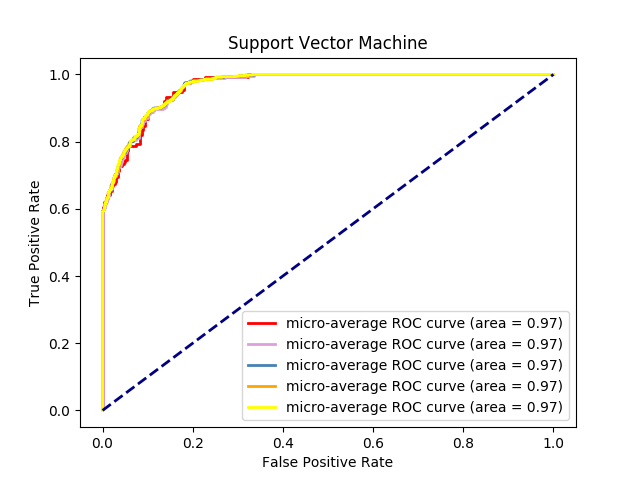 Support Vector Machine
True Positive Rate
1.0
0.8
0.6
0.4
0.2
0.0
micro-average ROC curve (area = 0.97)
micro-average ROC curve (area = 0.97)
micro-average ROC curve (area = 0.97)
micro-average ROC curve (area = 0.97)
micro-average ROC curve (area = 0.97)
0.0 0.2 0.4 0.6 0.8 1.0
False Positive Rate